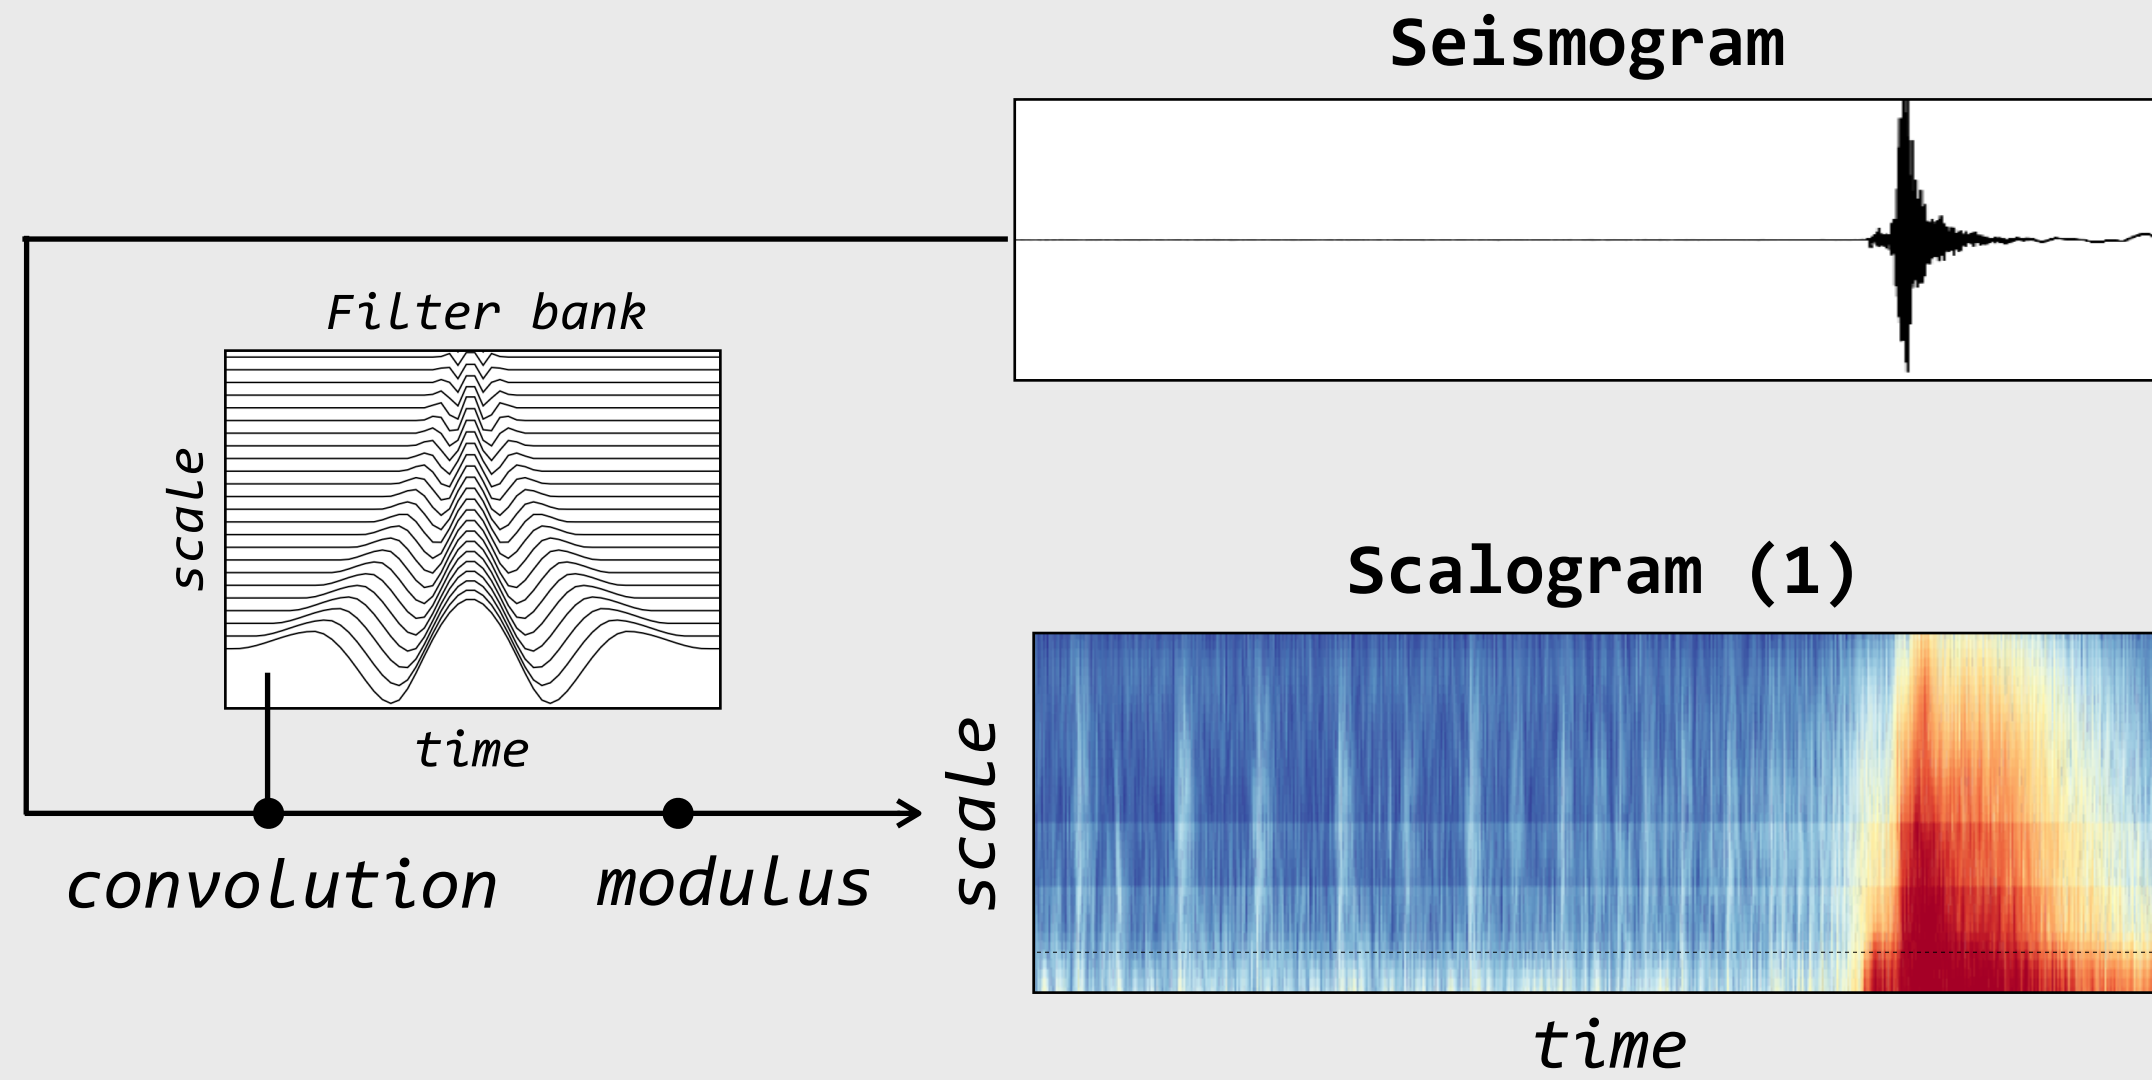 Seismogram
Filter bank
scale
time
convolution
modulus
Scalogram (1)
scale
time